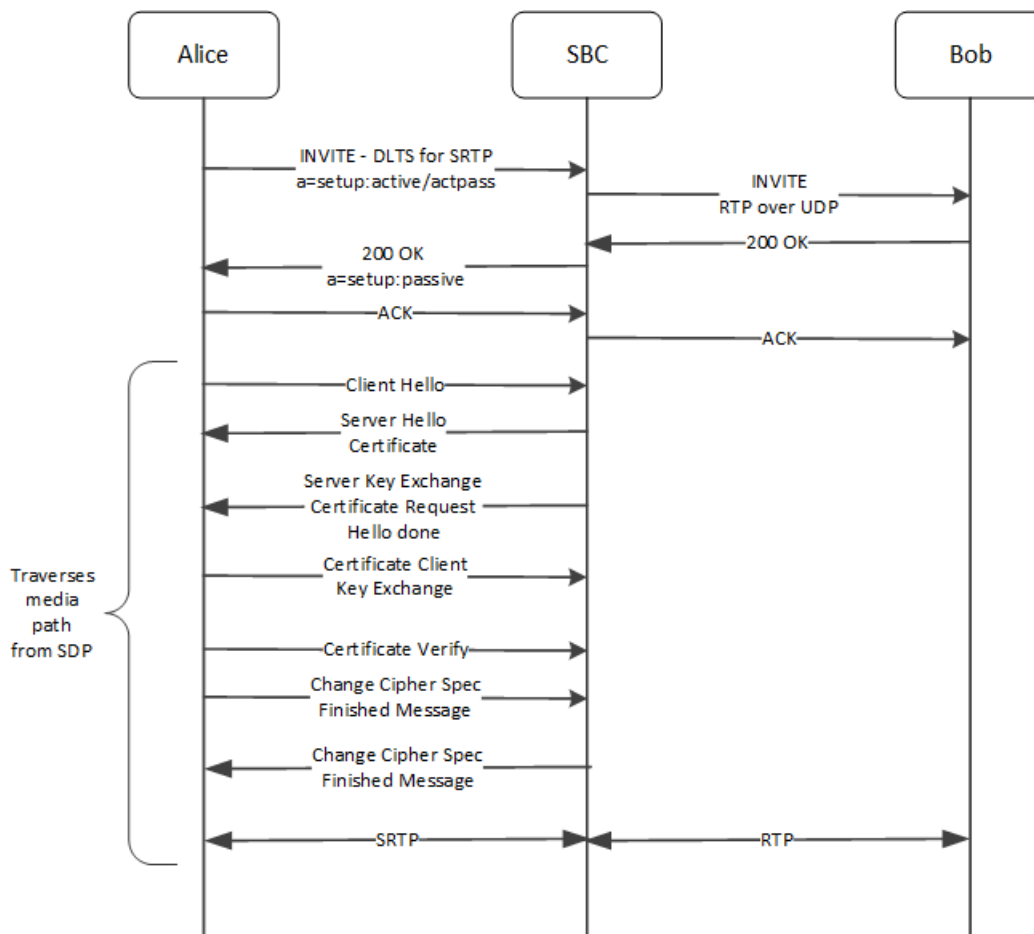 Alice
SBC
Bob
INVITE - DLTS for SRTP
a=setup:active/actpass
INVITE
RTP over UDP
200 OK
200 OK
a=setup:passive
ACK
ACK
Client Hello
Server Hello
Certificate
Server Key Exchange
Certificate Request
Hello done
Certificate Client
Key Exchange
Traverses
media
path
from SDP
Certificate Verify
Change Cipher Spec
Finished Message
Change Cipher Spec
Finished Message
SRTP
RTP